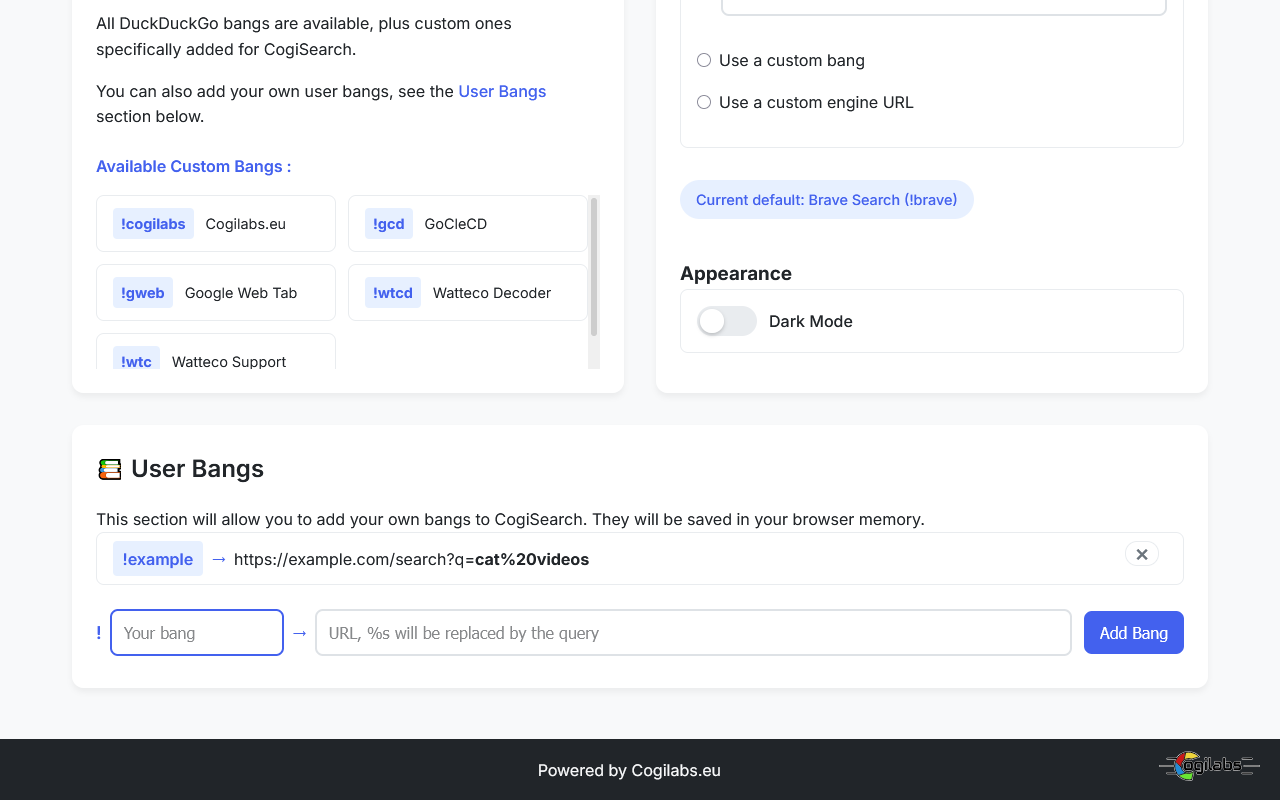 All DuckDuckGo bangs are available, plus custom ones
specifically added for CogiSearch.
You can also add your own user bangs, see the User Bangs
section below.
Available Custom Bangs :
!cogilabs Cogilabs.eu
!gcd GoCleCD
!gweb Google Web Tab
!wtcd Watteco Decoder
!wtc Watteco Support
Use a custom bang
Use a custom engine URL
Current default: Brave Search (!brave)
Appearance
Dark Mode
User Bangs
This section will allow you to add your own bangs to CogiSearch. They will be saved in your browser memory.
!example → https://example.com/search?q=cat%20videos ✕
! Your bang → URL, %s will be replaced by the query Add Bang
Powered by Cogilabs.eu
Cogilabs